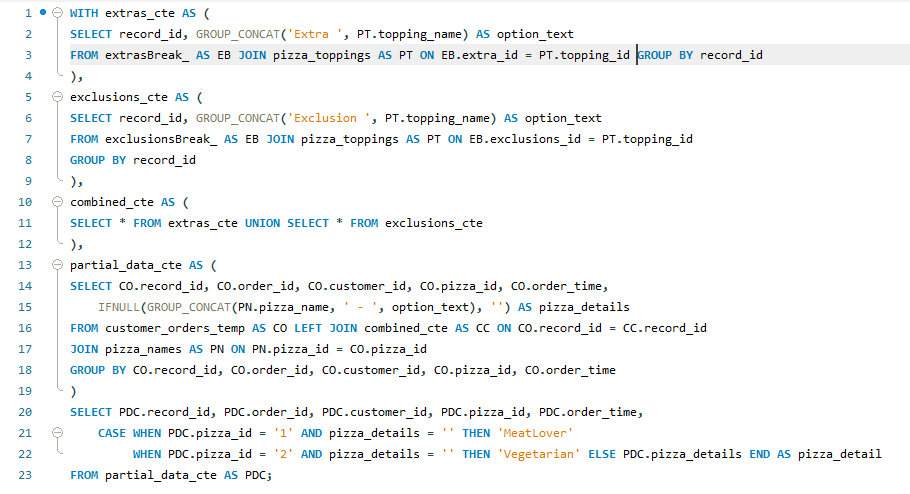 1 WITH extras_cte AS (
2 SELECT record_id, GROUP_CONCAT('Extra ', PT.topping_name) AS option_text
3 FROM extrasBreak_ AS EB JOIN pizza_toppings AS PT ON EB.extra_id = PT.topping_id GROUP BY record_id
4 ),
5 exclusions_cte AS (
6 SELECT record_id, GROUP_CONCAT('Exclusion ', PT.topping_name) AS option_text
7 FROM exclusionsBreak_ AS EB JOIN pizza_toppings AS PT ON EB.exclusions_id = PT.topping_id
8 GROUP BY record_id
9 ),
10 combined_cte AS (
11 SELECT * FROM extras_cte UNION SELECT * FROM exclusions_cte
12 ),
13 partial_data_cte AS (
14 SELECT CO.record_id, CO.order_id, CO.customer_id, CO.pizza_id, CO.order_time,
15 IFNULL(GROUP_CONCAT(PN.pizza_name, ' - ', option_text), '') AS pizza_details
16 FROM customer_orders_temp AS CO LEFT JOIN combined_cte AS CC ON CO.record_id = CC.record_id
17 JOIN pizza_names AS PN ON PN.pizza_id = CO.pizza_id
18 GROUP BY CO.record_id, CO.order_id, CO.customer_id, CO.pizza_id, CO.order_time
19 )
20 SELECT PDC.record_id, PDC.order_id, PDC.customer_id, PDC.pizza_id, PDC.order_time,
21 CASE WHEN PDC.pizza_id = '1' AND pizza_details = '' THEN 'MeatLover'
22 WHEN PDC.pizza_id = '2' AND pizza_details = '' THEN 'Vegetarian' ELSE PDC.pizza_details END AS pizza_detail
23 FROM partial_data_cte AS PDC;